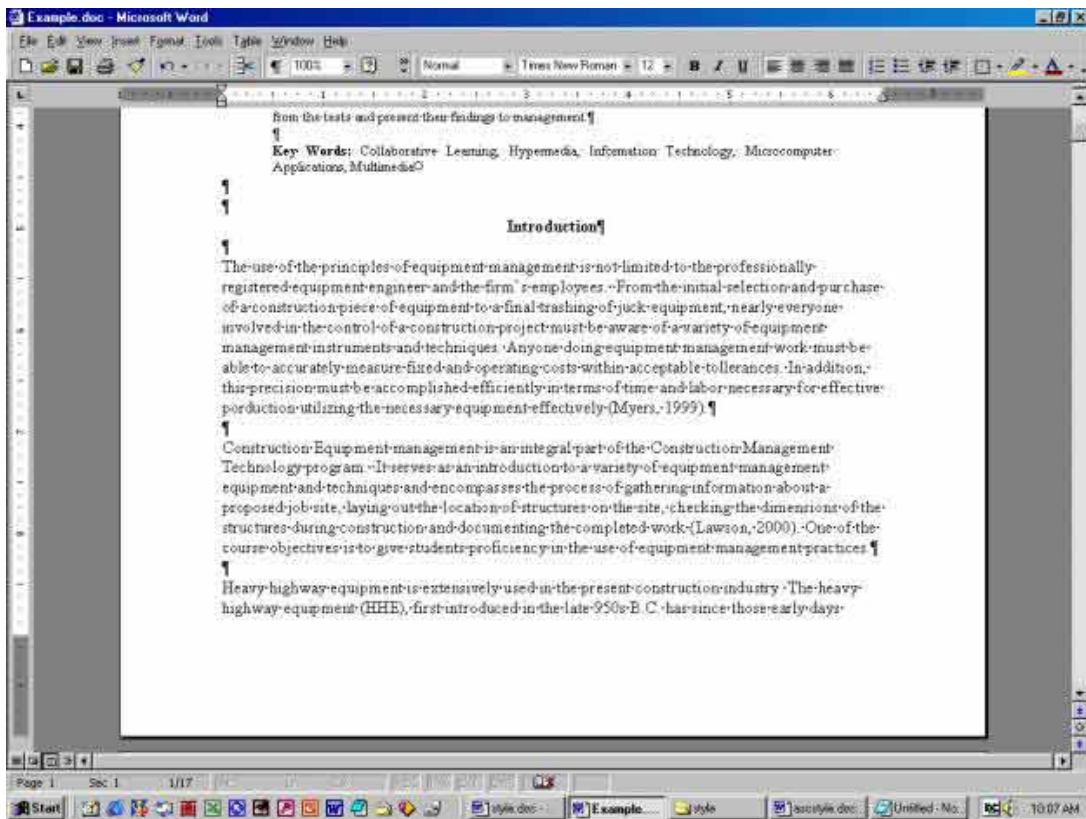 Example.doc - Microsoft Word
File Edit View Insert Format Tools Table Window Help
100% Normal Times New Roman 12 B I U A
1 2 3 4 5 6
from the tests and present their findings to management.¶
¶
Key Words: Collaborative Learning, Hypermedia, Information Technology, Microcomputer
Applications, Multimedia
¶
¶
Introduction¶
¶
The use of the principles of equipment management is not limited to the professionally
registered equipment engineer and the firm`s employees. From the initial selection and purchase
of a construction piece of equipment to a final trashing of juck equipment, nearly everyone
involved in the control of a construction project must be aware of a variety of equipment
management instruments and techniques. Anyone doing equipment management work must be
able to accurately measure fixed and operating costs within acceptable tollerances. In addition,
this precision must be accomplished efficiently in terms of time and labor necessary for effective
porduction utilizing the necessary equipment effectively (Myers, 1999).¶
¶
Construction Equipment management is an integral part of the Construction Management
Technology program. It serves as an introduction to a variety of equipment management
equipment and techniques and encompasses the process of gathering information about a
proposed job site, laying out the location of structures on the site, checking the dimensions of the
structures during construction and documenting the completed work (Lawson, 2000). One of the
course objectives is to give students proficiency in the use of equipment management practices.¶
¶
Heavy highway equipment is extensively used in the present construction industry. The heavy
highway equipment (HHE), first introduced in the late 950s B.C. has since those early days
Page 1 Sec 1 1/17
Start style.doc - ... Example.... style ascstyle.doc Untitled - No... 10:07 AM